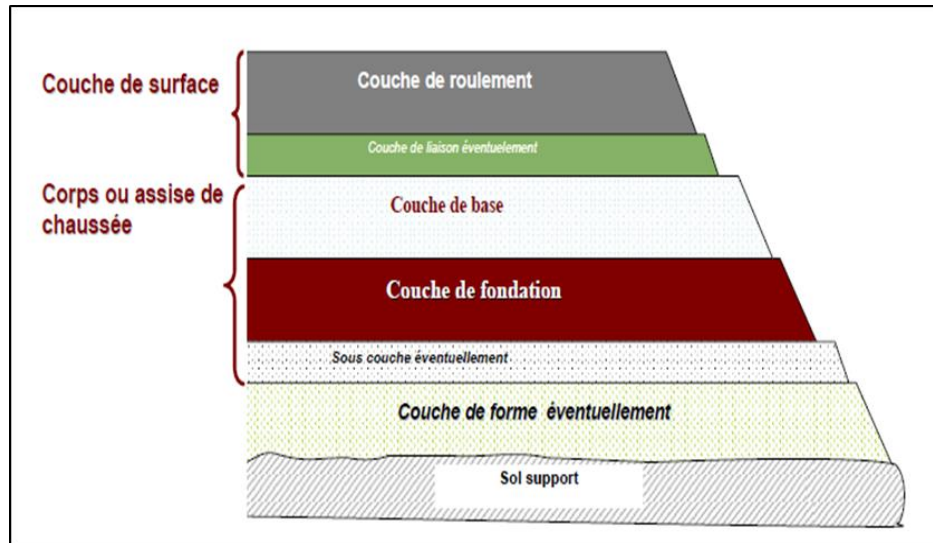 Couche de surface
Couche de roulement
Couche de liaison éventuelement
Corps ou assise de
chaussée
Couche de base
Couche de fondation
Sous couche éventuellement
Couche de forme éventuellement
Sol support